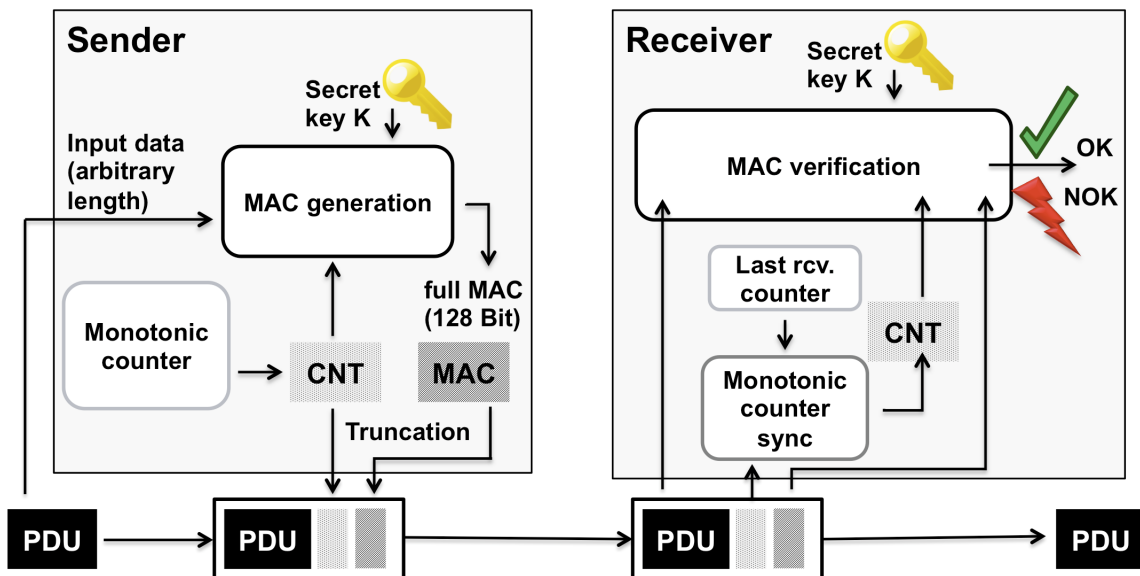 Sender
Secret
key K
Input data
(arbitrary
length)
MAC generation
full MAC
(128 Bit)
Monotonic
counter
CNT
MAC
Truncation
PDU
PDU
Receiver
Secret
key K
MAC verification
OK
NOK
Last rcv.
counter
CNT
Monotonic
counter
sync
PDU
PDU